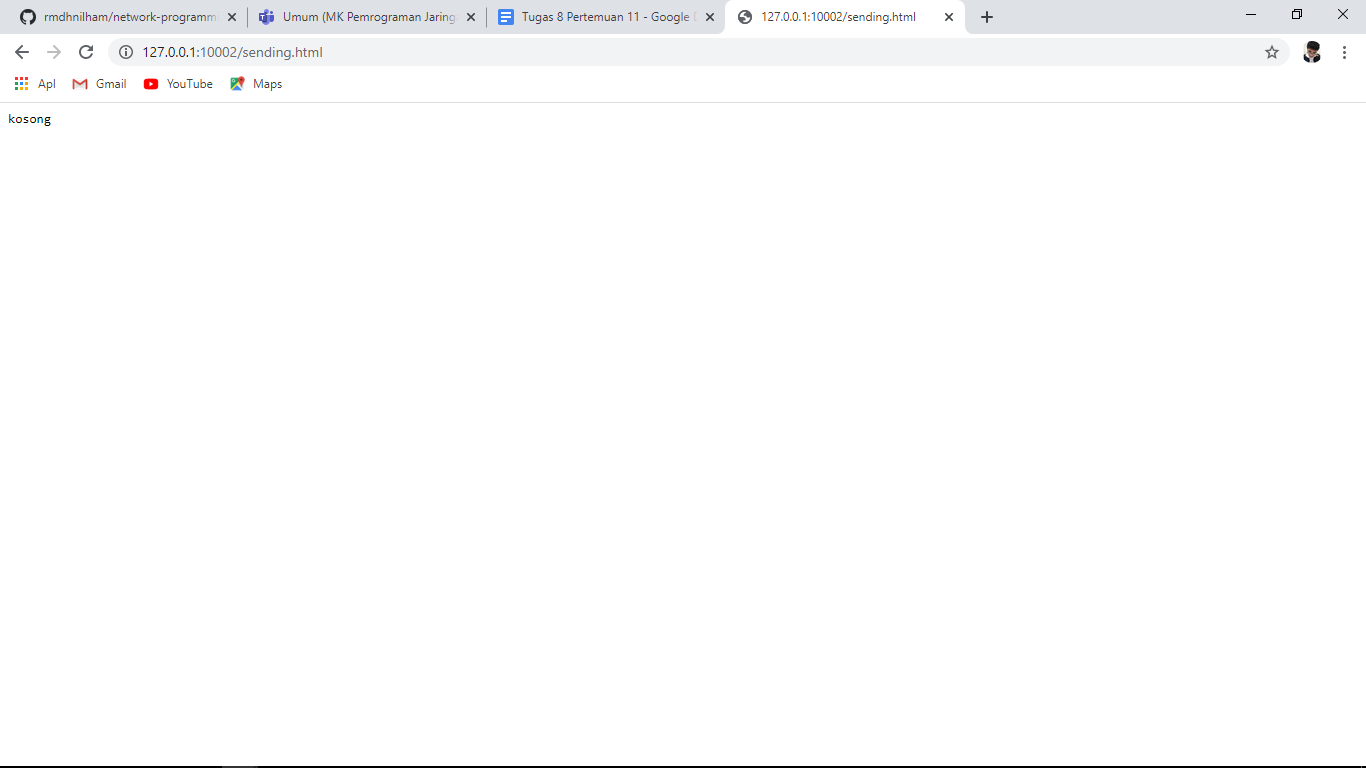 rmdhnilham/network-programm
Umum (MK Pemrograman Jaring
Tugas 8 Pertemuan 11 - Google
127.0.0.1:10002/sending.html
127.0.0.1:10002/sending.html
Apl
Gmail
YouTube
Maps
kosong